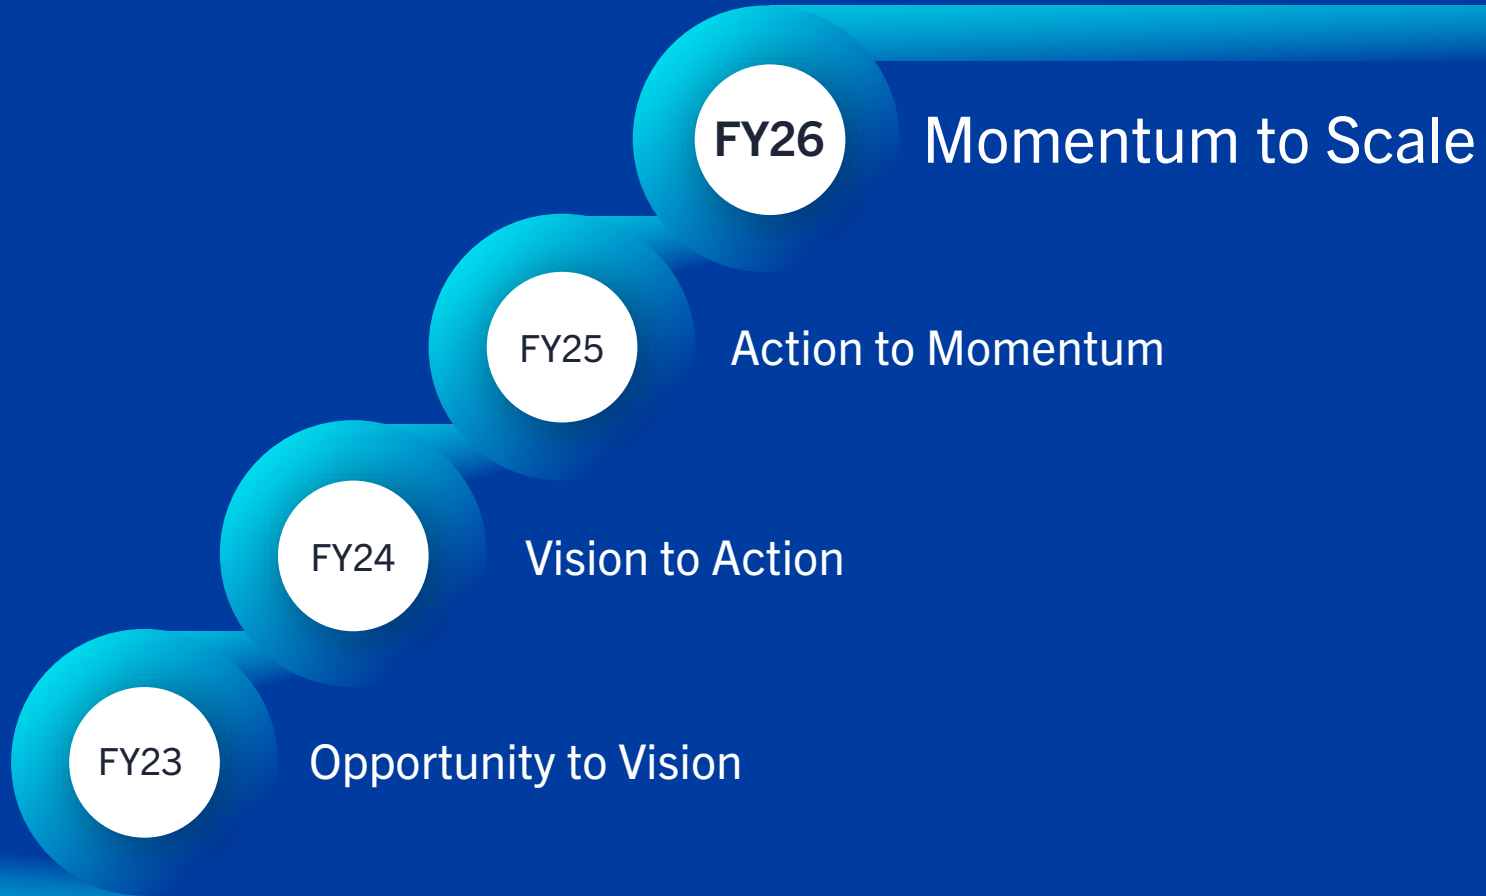 FY26
Momentum to Scale
FY25
Action to Momentum
FY24
Vision to Action
FY23
Opportunity to Vision